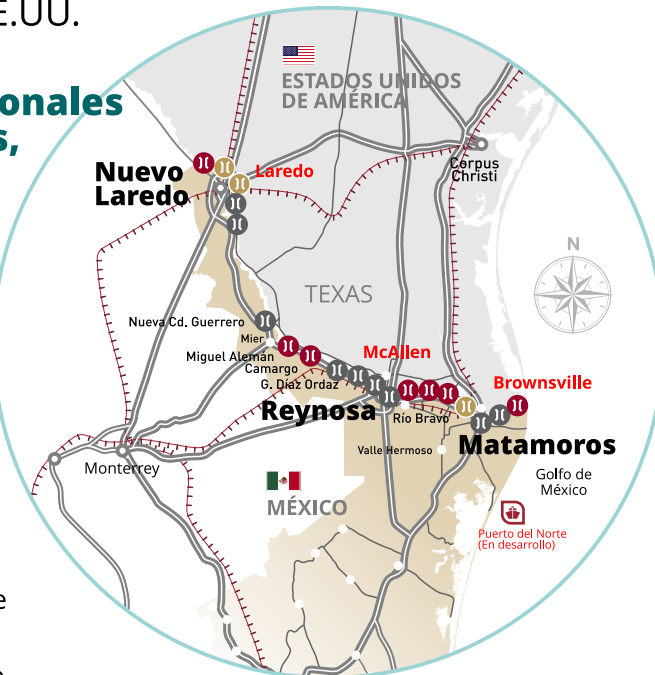 E.UU.
ESTADOS UNIDOS
DE AMÉRICA
onales
s,
Nuevo
Laredo
Laredo
Corpus
Christi
N
TEXAS
Nueva Cd. Guerrero
Mier
Miguel Alemán
Camargo
G. Díaz Ordaz
McAllen
Brownsville
Reynosa
Río Bravo
Matamoros
Valle Hermoso
Monterrey
Golfo de
México
MÉXICO
Puerto del Norte
(En desarrollo)
e